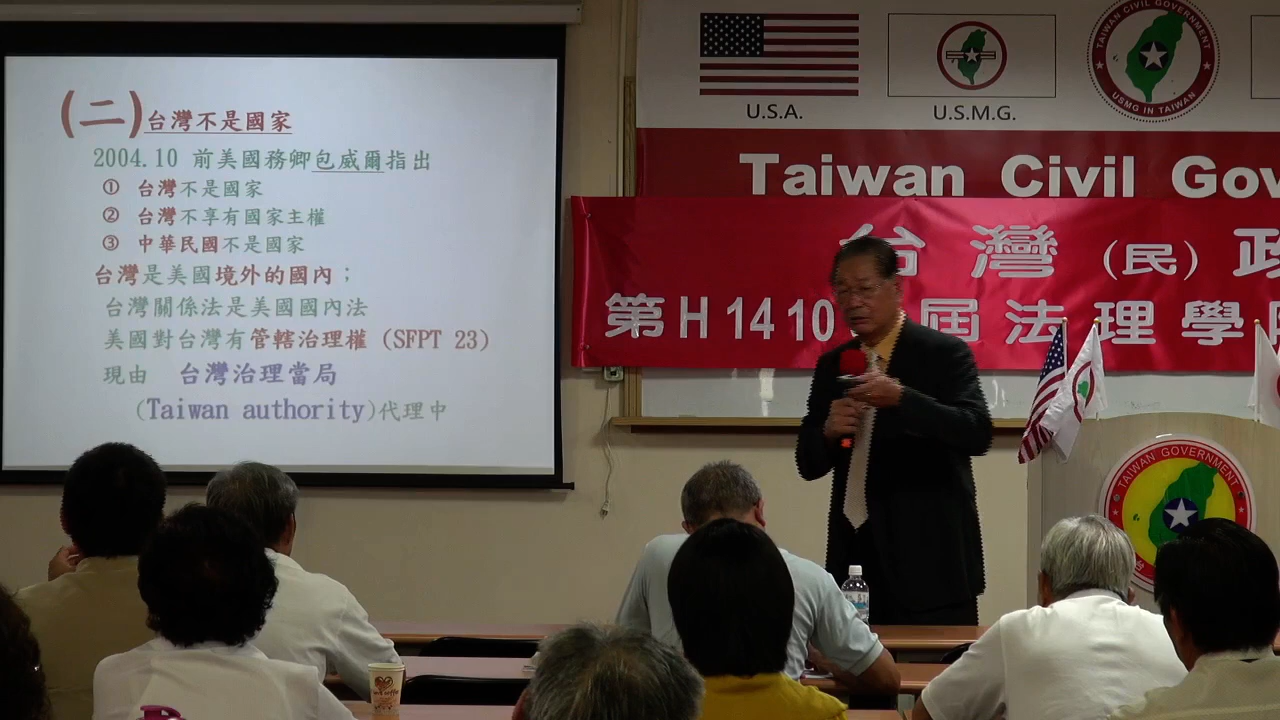 (二)台灣不是國家
2004.10 前美國務卿包威爾指出
① 台灣不是國家
② 台灣不享有國家主權
③ 中華民國不是國家
台灣是美國境外的國內；
台灣關係法是美國國內法
美國對台灣有管轄治理權 (SFPT 23)
現由 台灣治理當局
(Taiwan authority)代理中
U.S.A.
U.S.M.G.
TAIWAN CIVIL GOVERNMENT
USMG IN TAIWAN
Taiwan Civil Gov
台灣(民)政
第H1410 屆法理學
TAIWAN GOVERNMENT